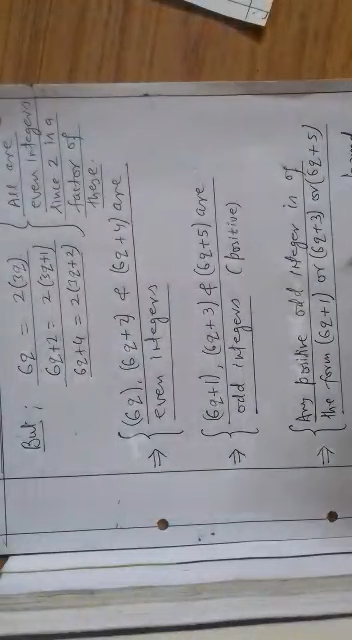 But; 6q = 2(3q) { All are
6q+2 = 2(3q+1) even integers
6q+4 = 2(3q+2) since 2 is a
factor of
these.
⇒ { (6q), (6q+2) & (6q+4) are
even integers
(6q+1), (6q+3) & (6q+5) are
⇒ { odd integers (positive)
{ Any positive odd integer is of
⇒ the form (6q+1) or (6q+3) or (6q+5)